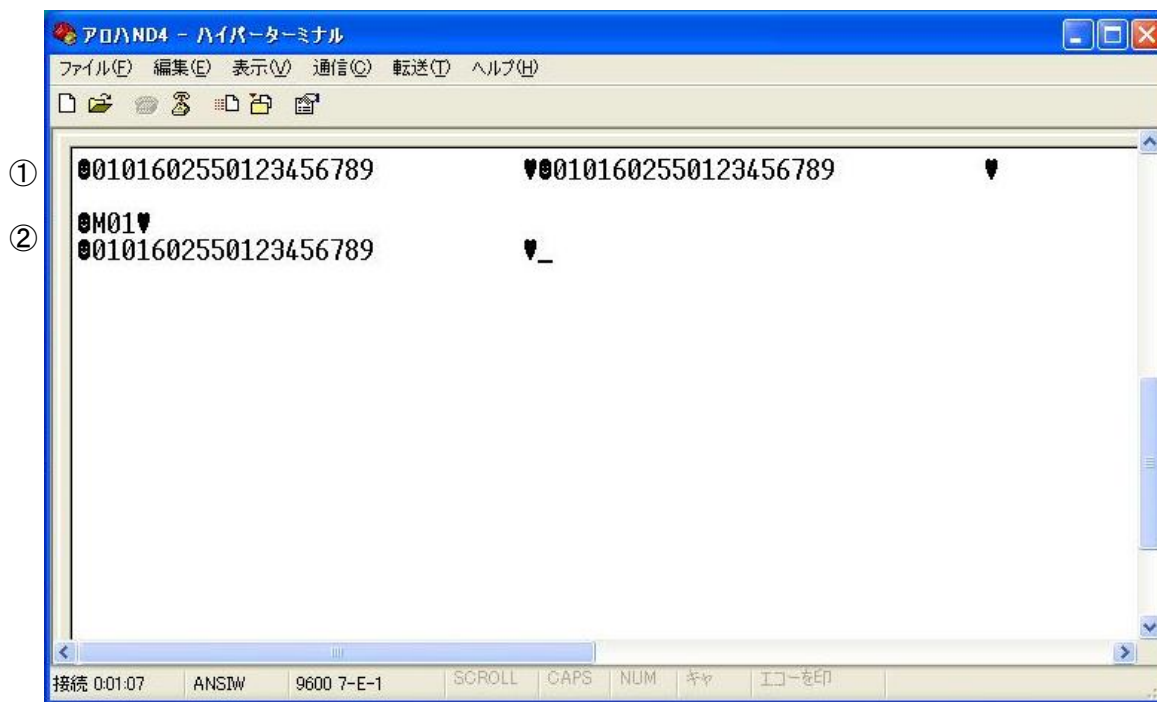 アロハND4 - ハイパーターミナル
ファイル(F) 編集(E) 表示(V) 通信(C) 転送(T) ヘルプ(H)
① ☻0101602550123456789 ♥☻0101602550123456789 ♥
☻M01♥
② ☻0101602550123456789 ♥_
接続 0:01:07 ANSIW 9600 7-E-1 SCROLL CAPS NUM キャ エコーを印